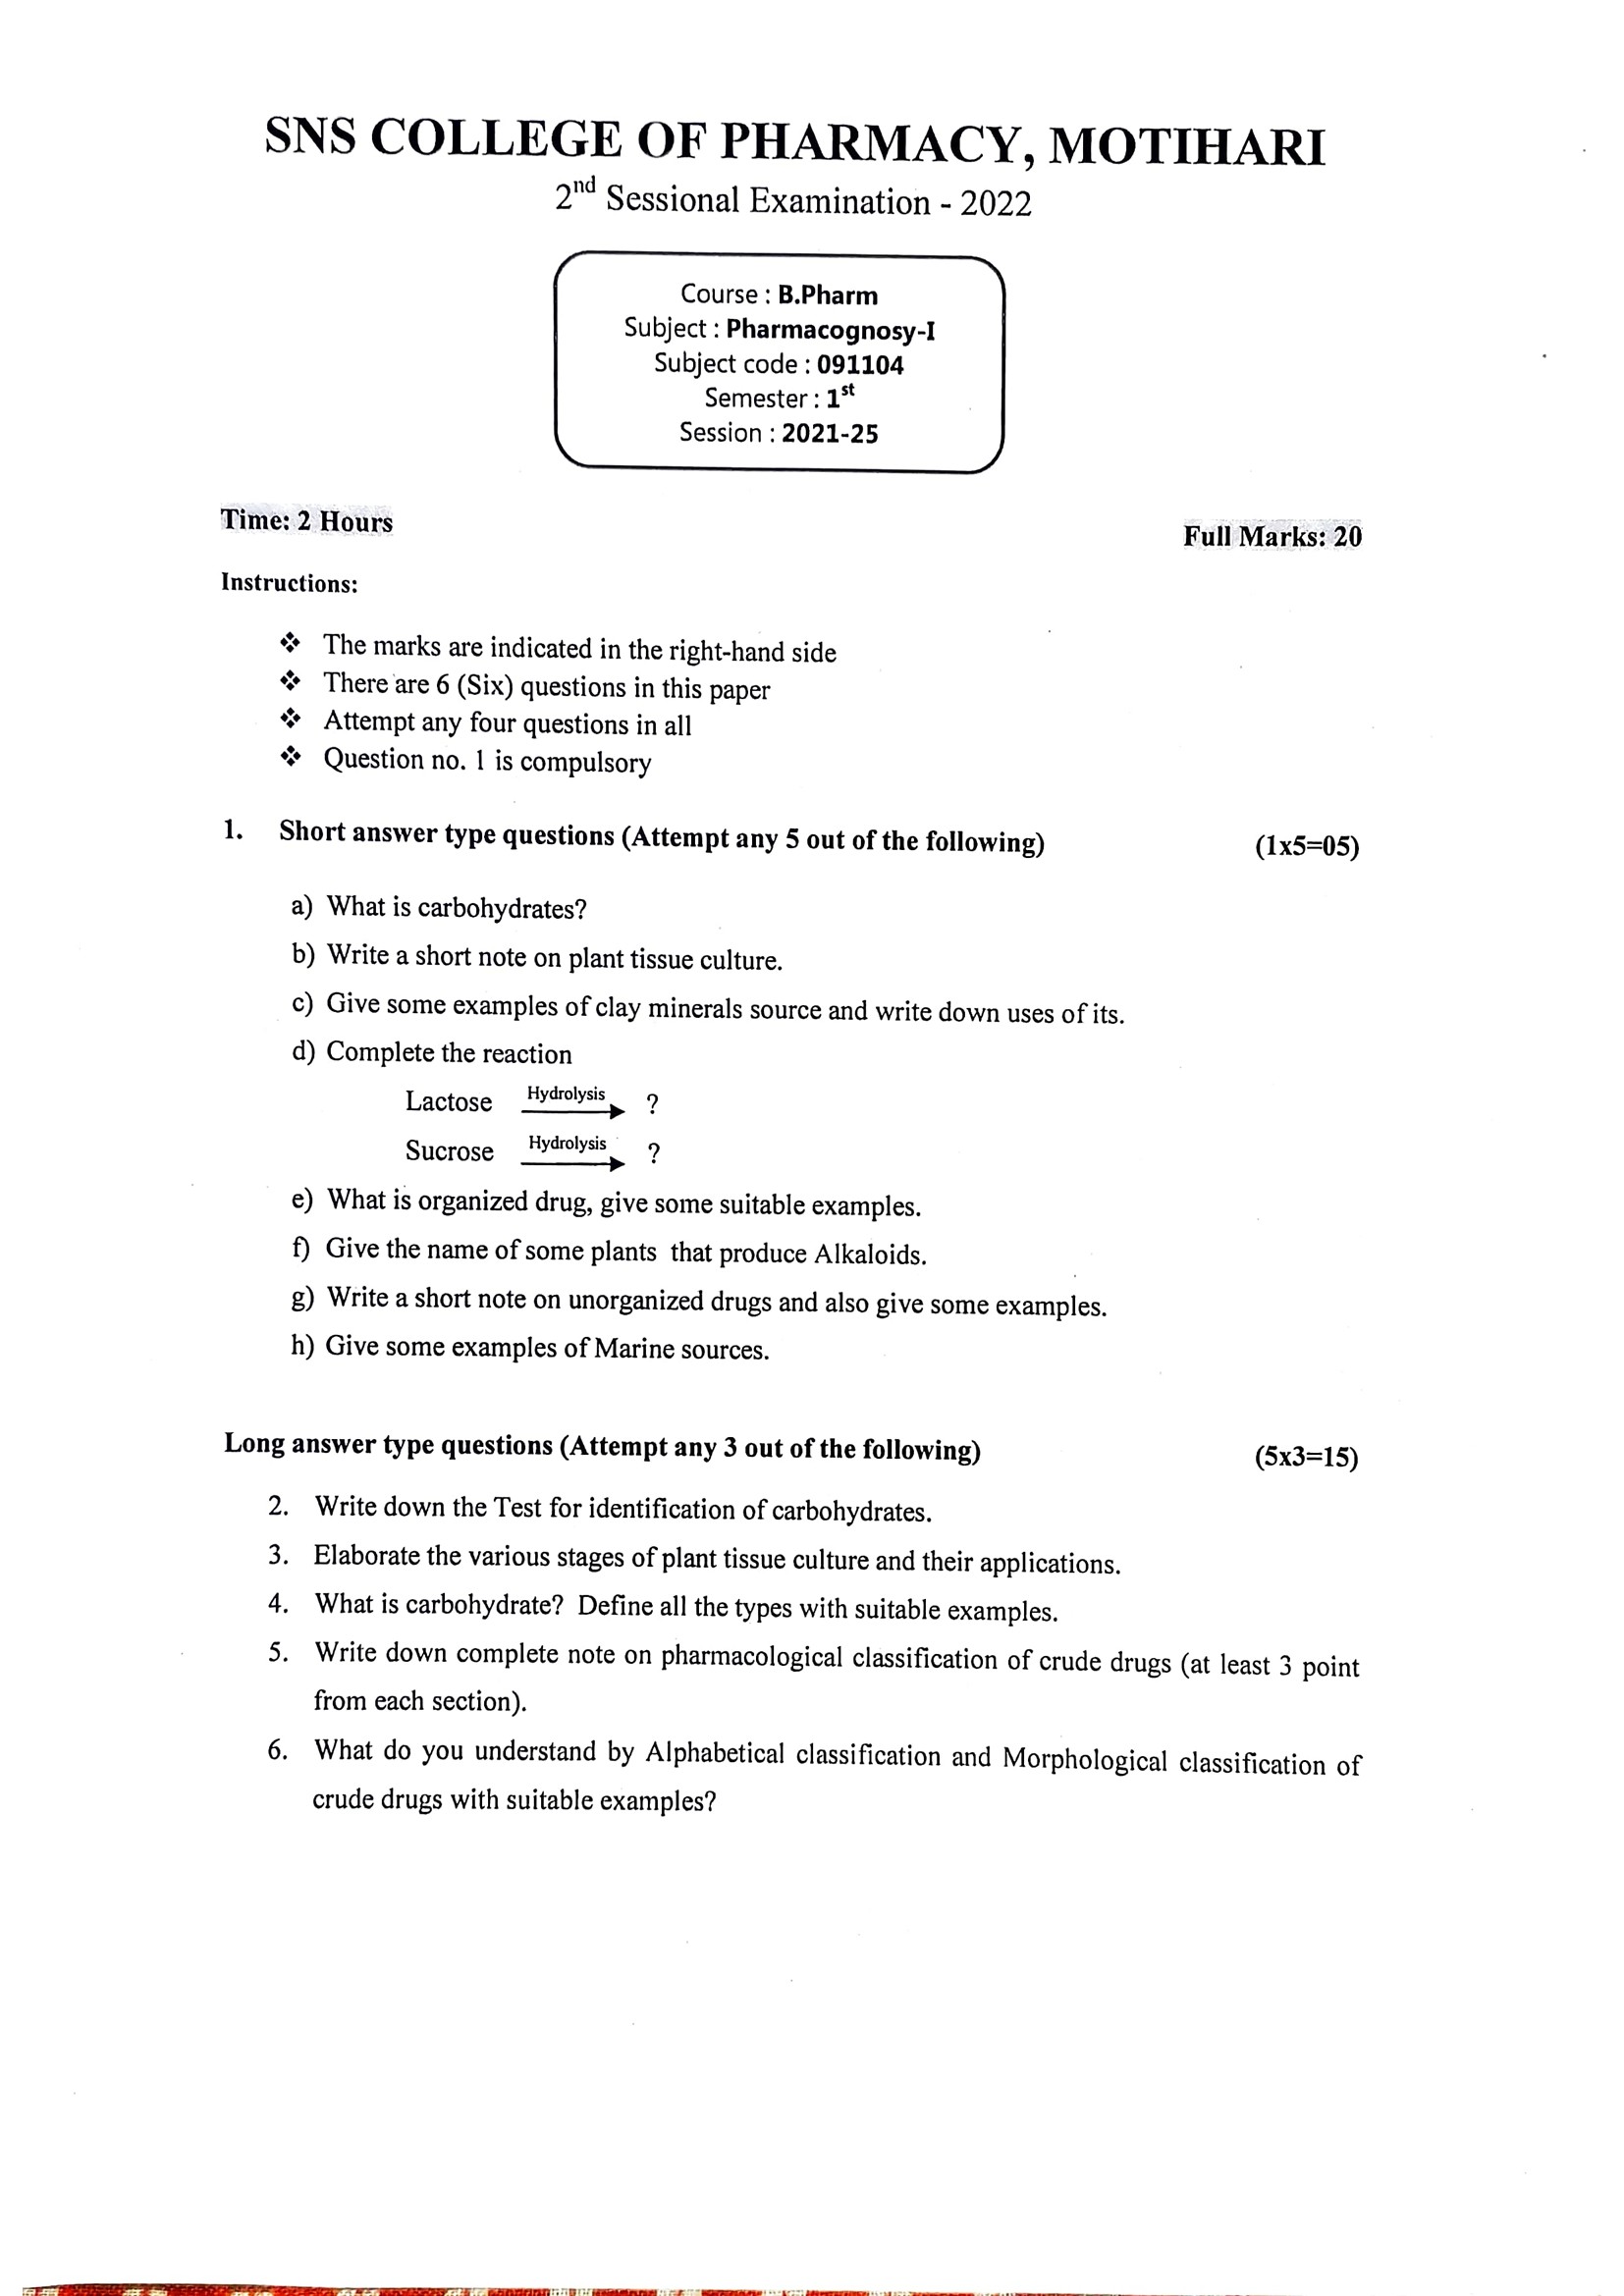 SNS COLLEGE OF PHARMACY, MOTIHARI
2nd Sessional Examination - 2022
Course : B.Pharm
Subject : Pharmacognosy-I
Subject code : 091104
Semester : 1st
Session : 2021-25
Time: 2 Hours
Full Marks: 20
Instructions:
❖ The marks are indicated in the right-hand side
❖ There are 6 (Six) questions in this paper
❖ Attempt any four questions in all
❖ Question no. 1 is compulsory
1. Short answer type questions (Attempt any 5 out of the following) (1x5=05)
a) What is carbohydrates?
b) Write a short note on plant tissue culture.
c) Give some examples of clay minerals source and write down uses of its.
d) Complete the reaction
Lactose Hydrolysis ?
Sucrose Hydrolysis ?
e) What is organized drug, give some suitable examples.
f) Give the name of some plants that produce Alkaloids.
g) Write a short note on unorganized drugs and also give some examples.
h) Give some examples of Marine sources.
Long answer type questions (Attempt any 3 out of the following) (5x3=15)
2. Write down the Test for identification of carbohydrates.
3. Elaborate the various stages of plant tissue culture and their applications.
4. What is carbohydrate? Define all the types with suitable examples.
5. Write down complete note on pharmacological classification of crude drugs (at least 3 point
from each section).
6. What do you understand by Alphabetical classification and Morphological classification of
crude drugs with suitable examples?